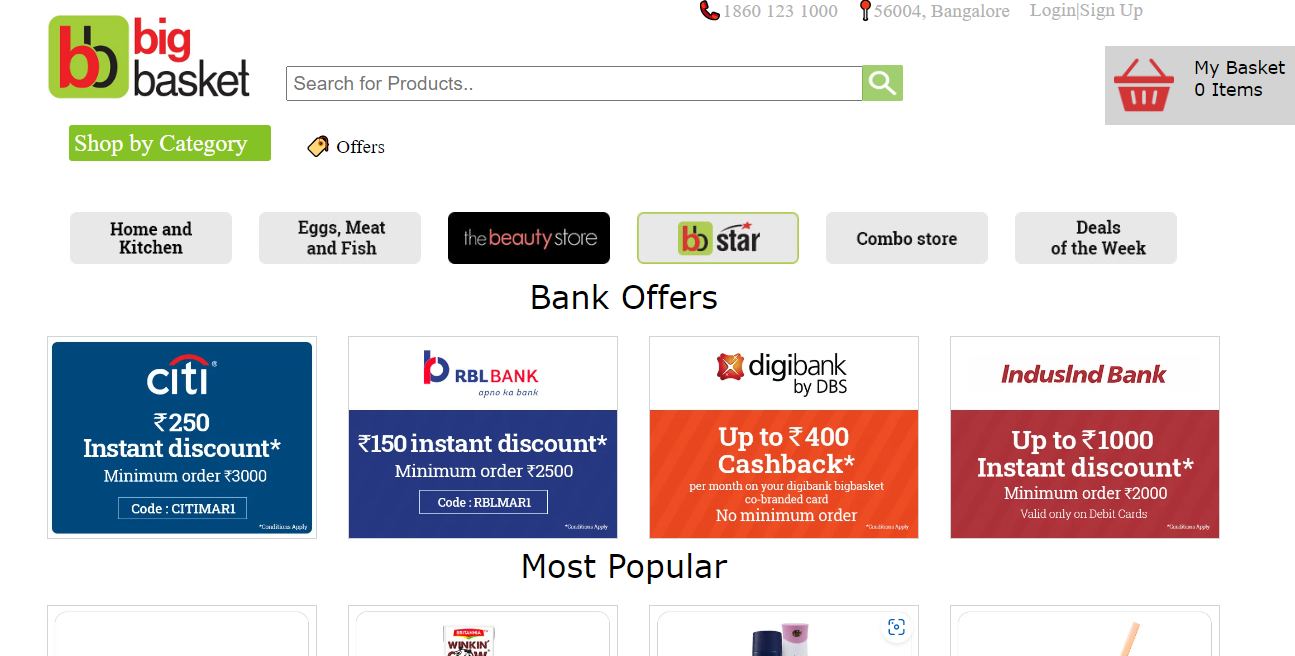 1860 123 1000 56004, Bangalore Login|Sign Up
bb big
basket
Search for Products..
My Basket
0 Items
Shop by Category Offers
Home and
Kitchen
Eggs, Meat
and Fish
the beauty store
bb star
Combo store
Deals
of the Week
Bank Offers
citi®
₹250
Instant discount*
Minimum order ₹3000
Code : CITIMAR1
*Conditions Apply
RBL BANK
apno ka bank
₹150 instant discount*
Minimum order ₹2500
Code : RBLMAR1
*Conditions Apply
digibank
by DBS
Up to ₹400
Cashback*
per month on your digibank bigbasket
co-branded card
No minimum order
*Conditions Apply
IndusInd Bank
Up to ₹1000
Instant discount*
Minimum order ₹2000
Valid only on Debit Cards
*Conditions Apply
Most Popular
BRITANNIA
WINKIN'
COW